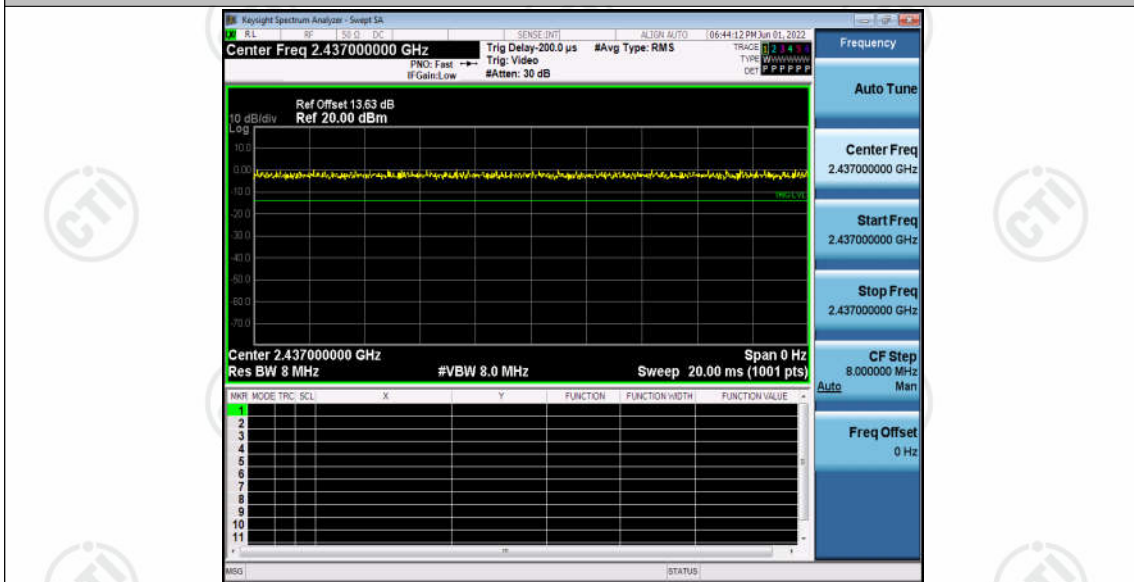 Keysight Spectrum Analyzer - Swept SA
RL RF 50 Ω DC SENSE:INT ALIGN AUTO 06:44:12 PM Jun 01, 2022
Center Freq 2.437000000 GHz
PNO: Fast
IFGain:Low
Trig Delay-200.0 µs
Trig: Video
#Atten: 30 dB
#Avg Type: RMS
TRACE 1 2 3 4 5 6
TYPE WWWWWW
DET P P P P P P
Ref Offset 13.63 dB
10 dB/div Ref 20.00 dBm
Log
10.0
0.00
-10.0
TRIG LVL
-20.0
-30.0
-40.0
-50.0
-60.0
-70.0
Center 2.437000000 GHz Span 0 Hz
Res BW 8 MHz #VBW 8.0 MHz Sweep 20.00 ms (1001 pts)
MKR MODE TRC SCL X Y FUNCTION FUNCTION WIDTH FUNCTION VALUE
1
2
3
4
5
6
7
8
9
10
11
MSG STATUS
Frequency
Auto Tune
Center Freq
2.437000000 GHz
Start Freq
2.437000000 GHz
Stop Freq
2.437000000 GHz
CF Step
8.000000 MHz
Auto Man
Freq Offset
0 Hz
CTI
CTI